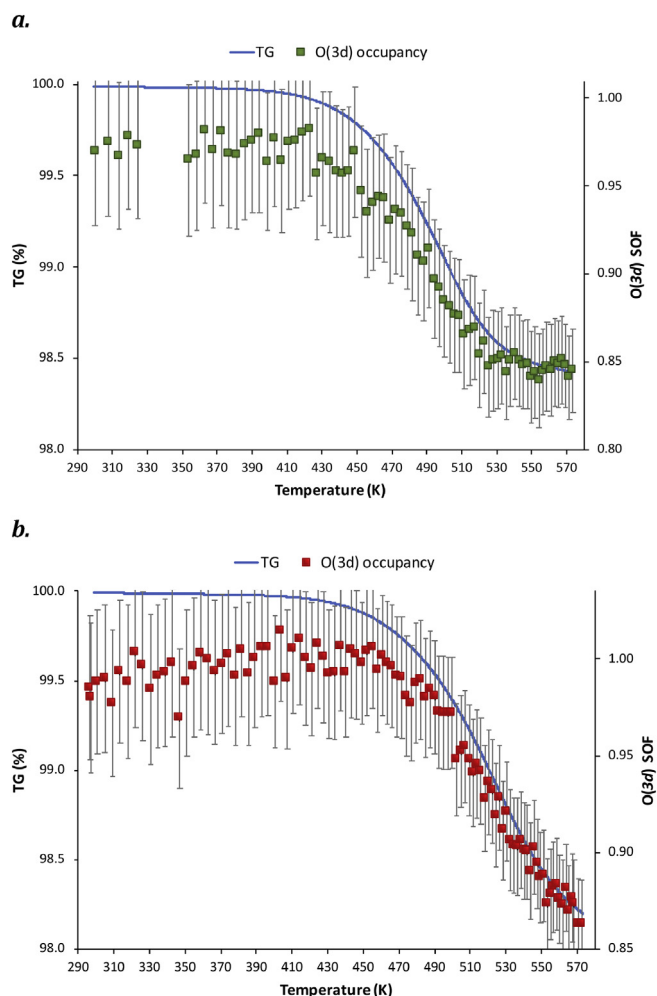 a.
TG O(3d) occupancy
100.0
99.5
99.0
98.5
98.0
TG (%)
1.00
0.95
0.90
0.85
0.80
O(3d) SOF
290 310 330 350 370 390 410 430 450 470 490 510 530 550 570
Temperature (K)
b.
TG O(3d) occupancy
100.0
99.5
99.0
98.5
98.0
TG (%)
1.00
0.95
0.90
0.85
O(3d) SOF
290 310 330 350 370 390 410 430 450 470 490 510 530 550 570
Temperature (K)